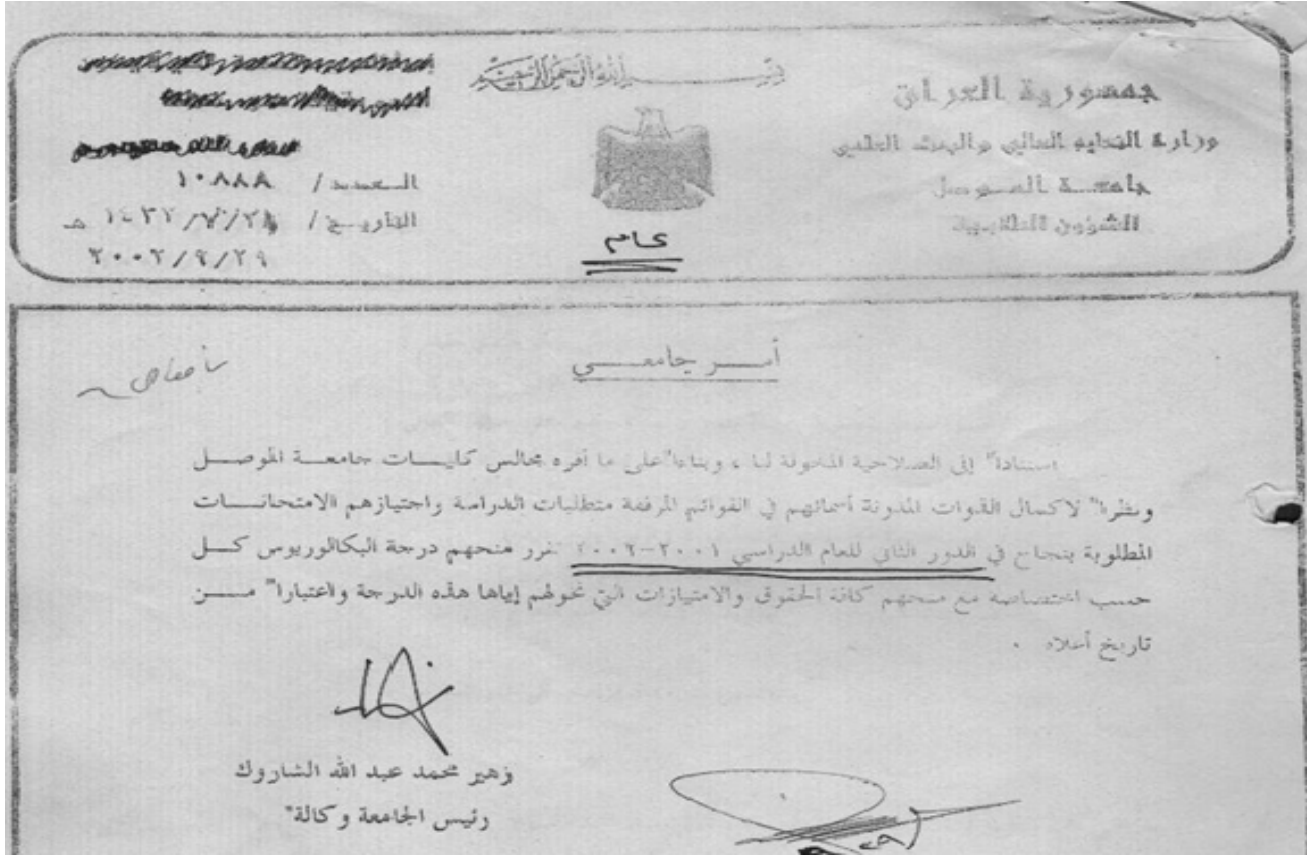 بسم الله الرحمن الرحيم
جمهورية العراق
وزارة التعليم العالي والبحث العلمي
جامعة الموصل
الشؤون الطلابية
عام
العدد / ١٠٨٨٨
التاريخ / هـ
٢٠٠٢/٩/٢٩
أمر جامعي
استنادا" إلى الصلاحية المخولة لنا ، وبناءا" على ما أقره مجالس كليات جامعة الموصل
ونظرا" لاكمال القوات المدونة أسمائهم في القوائم المرفقة متطلبات الدراسة واجتيازهم الامتحانات
المطلوبة بنجاح في الدور الثاني للعام الدراسي ٢٠٠١-٢٠٠٢ تقرر منحهم درجة البكالوريوس كل
حسب اختصاصه مع منحهم كافة الحقوق والامتيازات التي تخولهم إياها هذه الدرجة واعتبارا" من
تاريخ أعلاه .
زهير محمد عبد الله الشاروك
رئيس الجامعة وكالة"